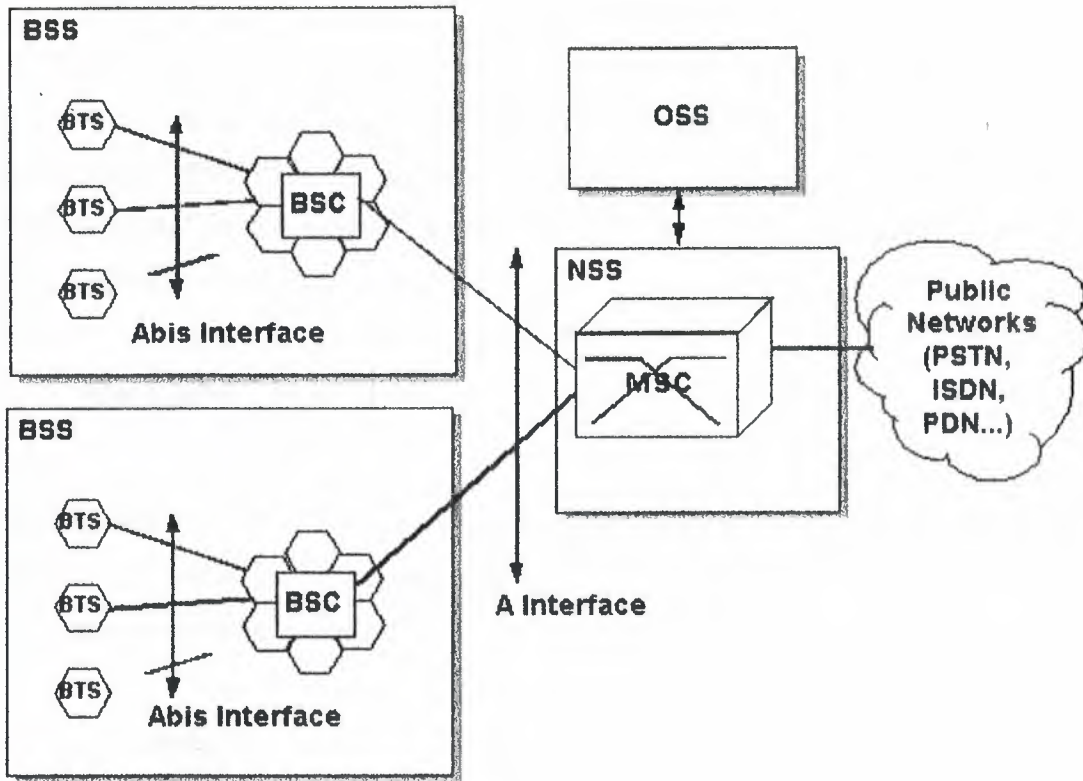 BSS
BTS
BTS
BSC
BTS
Abis Interface
BSS
BTS
BTS
BSC
BTS
Abis Interface
OSS
NSS
MSC
A Interface
Public
Networks
(PSTN,
ISDN,
PDN...)